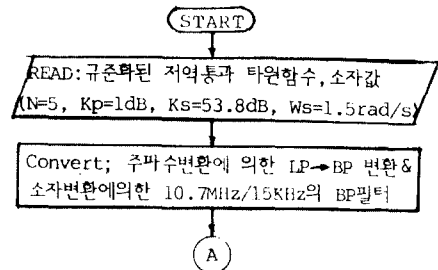 START
READ:규준화된 저역통과 타원함수,소자값
(N=5, Kp=1dB, Ks=53.8dB, Ws=1.5rad/s)
Convert; 주파수변환에 의한 LP→BP 변환&
소자변환에의한 10.7MHz/15KHz의 BP필터
A